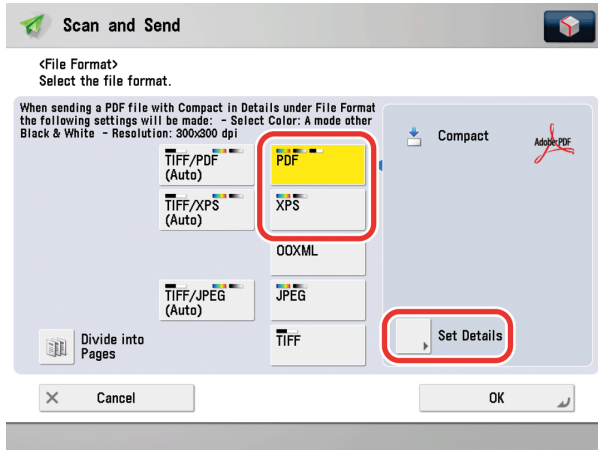 Scan and Send
<File Format>
Select the file format.
When sending a PDF file with Compact in Details under File Format
the following settings will be made: - Select Color: A mode other
Black & White - Resolution: 300x300 dpi
TIFF/PDF
(Auto)
PDF
Compact
Adobe PDF
TIFF/XPS
(Auto)
XPS
OOXML
TIFF/JPEG
(Auto)
JPEG
Divide into
Pages
TIFF
Set Details
Cancel
OK